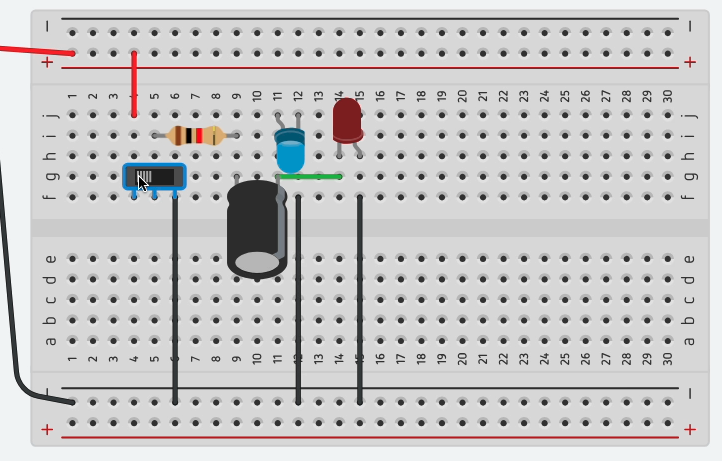 − −
+ +
1 2 3 4 5 6 7 8 9 10 11 12 13 14 15 16 17 18 19 20 21 22 23 24 25 26 27 28 29 30
j j
i i
h h
g g
f f
e e
d d
c c
b b
a a
1 2 3 4 5 6 7 8 9 10 11 12 13 14 15 16 17 18 19 20 21 22 23 24 25 26 27 28 29 30
− −
+ +